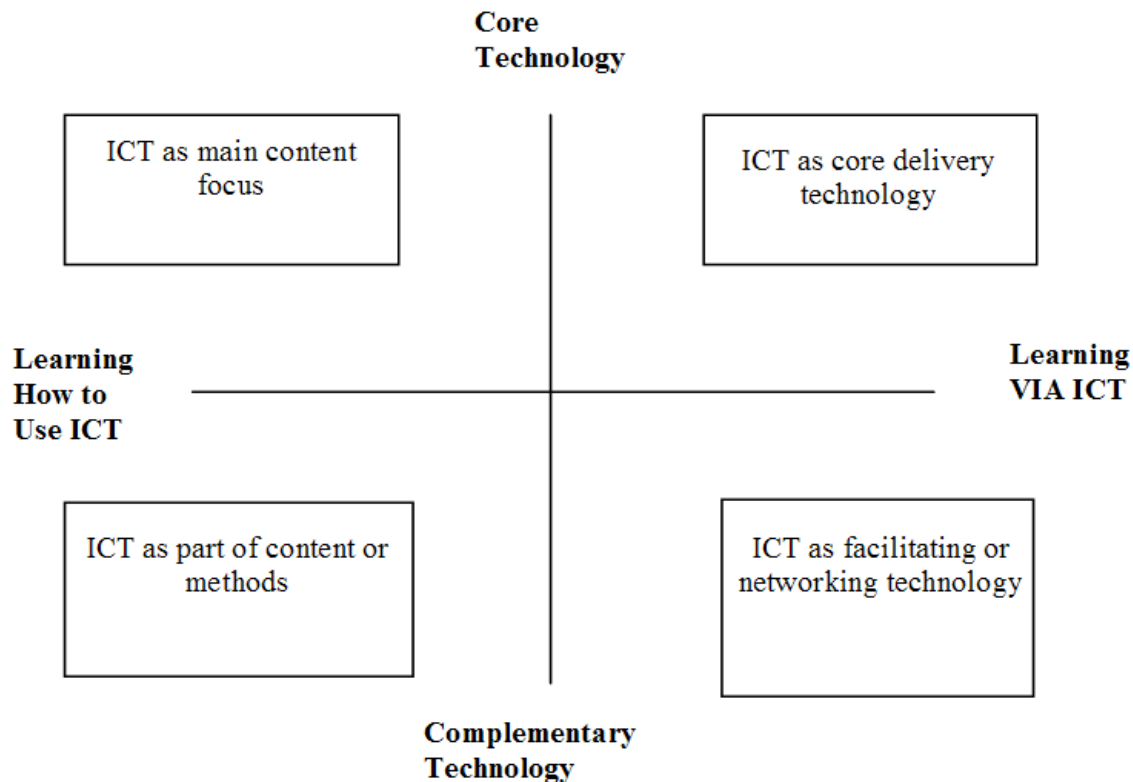 Core
Technology
ICT as main content
focus
ICT as core delivery
technology
Learning
How to
Use ICT
Learning
VIA ICT
ICT as part of content or
methods
ICT as facilitating or
networking technology
Complementary
Technology